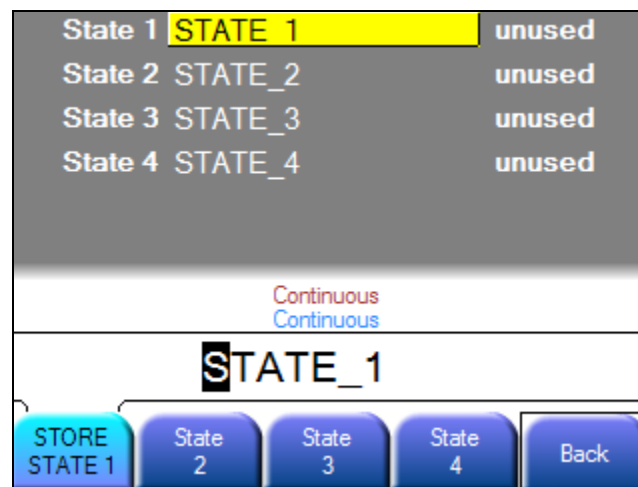 State 1 STATE_1 unused
State 2 STATE_2 unused
State 3 STATE_3 unused
State 4 STATE_4 unused
Continuous
Continuous
STATE_1
STORE STATE 1
State 2
State 3
State 4
Back